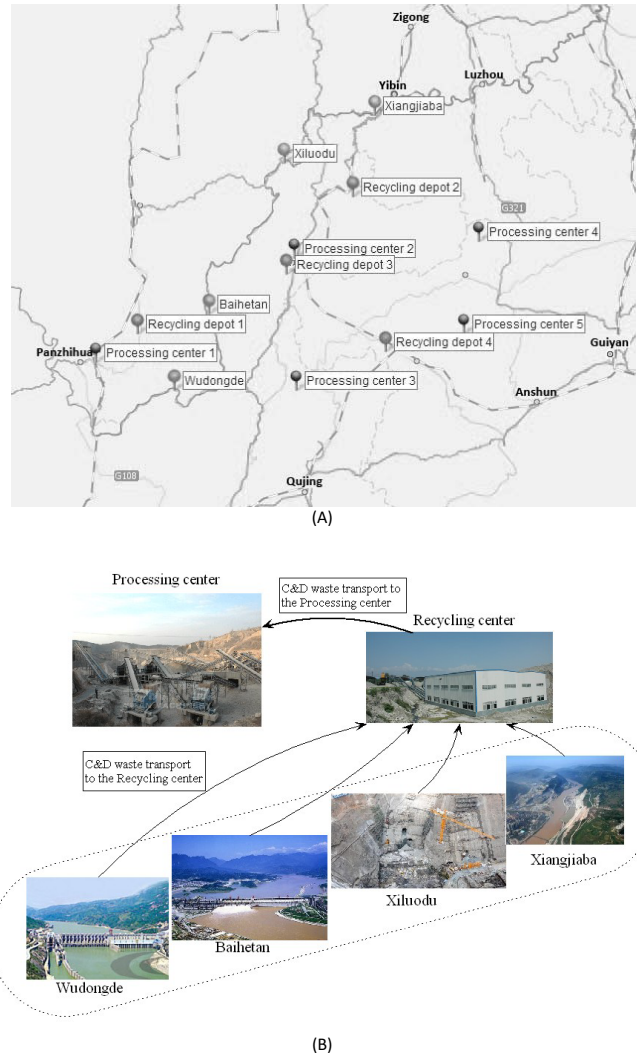 Zigong
Yibin
Luzhou
Xiangjiaba
Xiluodu
Recycling depot 2
G321
Processing center 4
Processing center 2
Recycling depot 3
Baihetan
Recycling depot 1
Processing center 5
Panzhihua
Processing center 1
Recycling depot 4
Guiyan
Wudongde
Processing center 3
Anshun
G108
Qujing
(A)
Processing center
C&D waste transport to
the Processing center
Recycling center
C&D waste transport
to the Recycling center
Xiangjiaba
Xiluodu
Baihetan
Wudongde
(B)